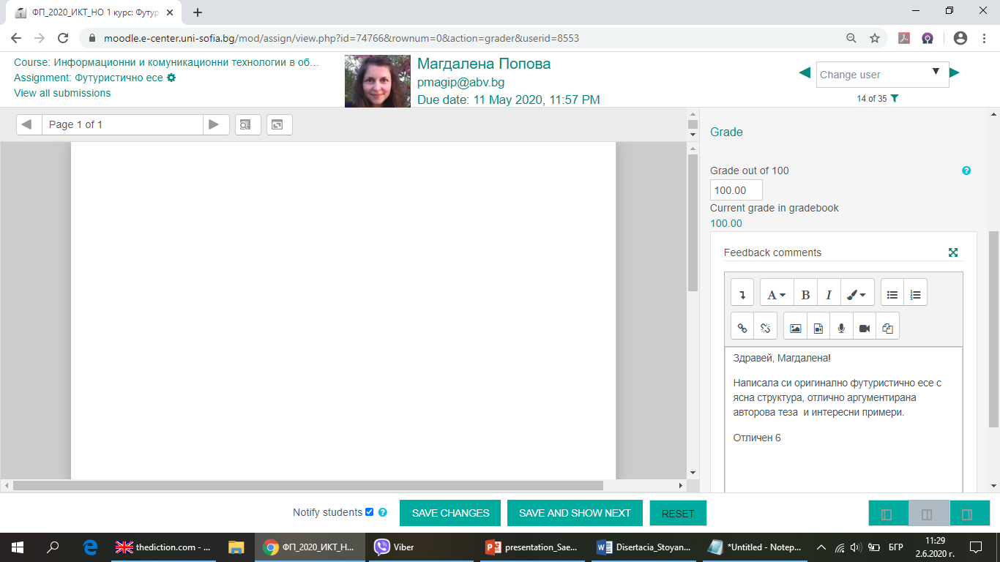 ФП_2020_ИКТ_НО 1 курс: Футур
moodle.e-center.uni-sofia.bg/mod/assign/view.php?id=74766&rownum=0&action=grader&userid=8553
Course: Информационни и комуникационни технологии в об…
Assignment: Футуристично есе
View all submissions
Магдалена Попова
pmagip@abv.bg
Due date: 11 May 2020, 11:57 PM
Change user
14 of 35
Page 1 of 1
Grade
Grade out of 100
100.00
Current grade in gradebook
100.00
Feedback comments
A B I
Здравей, Магдалена!
Написала си оригинално футуристично есе с
ясна структура, отлично аргументирана
авторова теза и интересни примери.
Отличен 6
Notify students
SAVE CHANGES
SAVE AND SHOW NEXT
RESET
thediction.com - ...
ФП_2020_ИКТ_Н...
Viber
presentation_Sae...
Disertacia_Stoyan...
*Untitled - Notep...
БГР
11:29
2.6.2020 г.